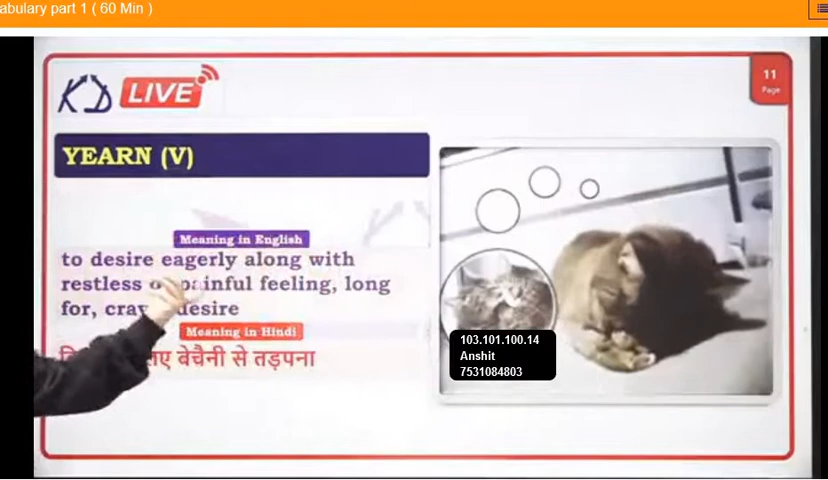 abulary part 1 ( 60 Min )
KD LIVE
11
Page
YEARN (V)
Meaning in English
to desire eagerly along with
restless painful feeling, long
for, desire
Meaning in Hindi
बेचैनी से तड़पना
103.101.100.14
Anshit
7531084803